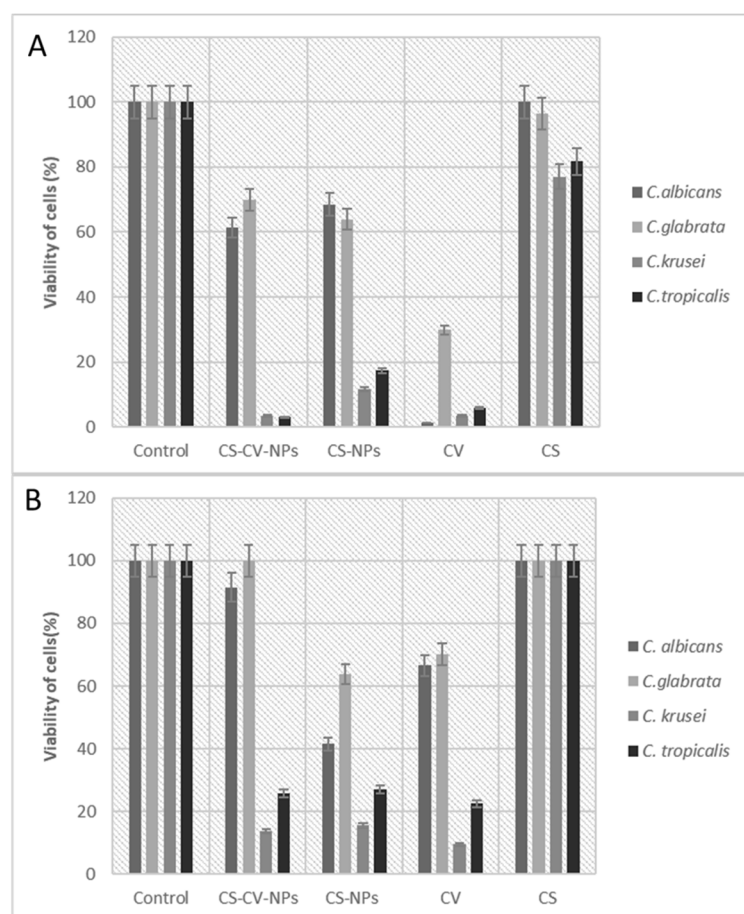 A
120
100
80
60
40
20
0
Viability of cells (%)
Control CS-CV-NPs CS-NPs CV CS
C.albicans
C.glabrata
C.krusei
C.tropicalis
B
120
100
80
60
40
20
0
Viability of cells(%)
Control CS-CV-NPs CS-NPs CV CS
C. albicans
C.glabrata
C. krusei
C. tropicalis